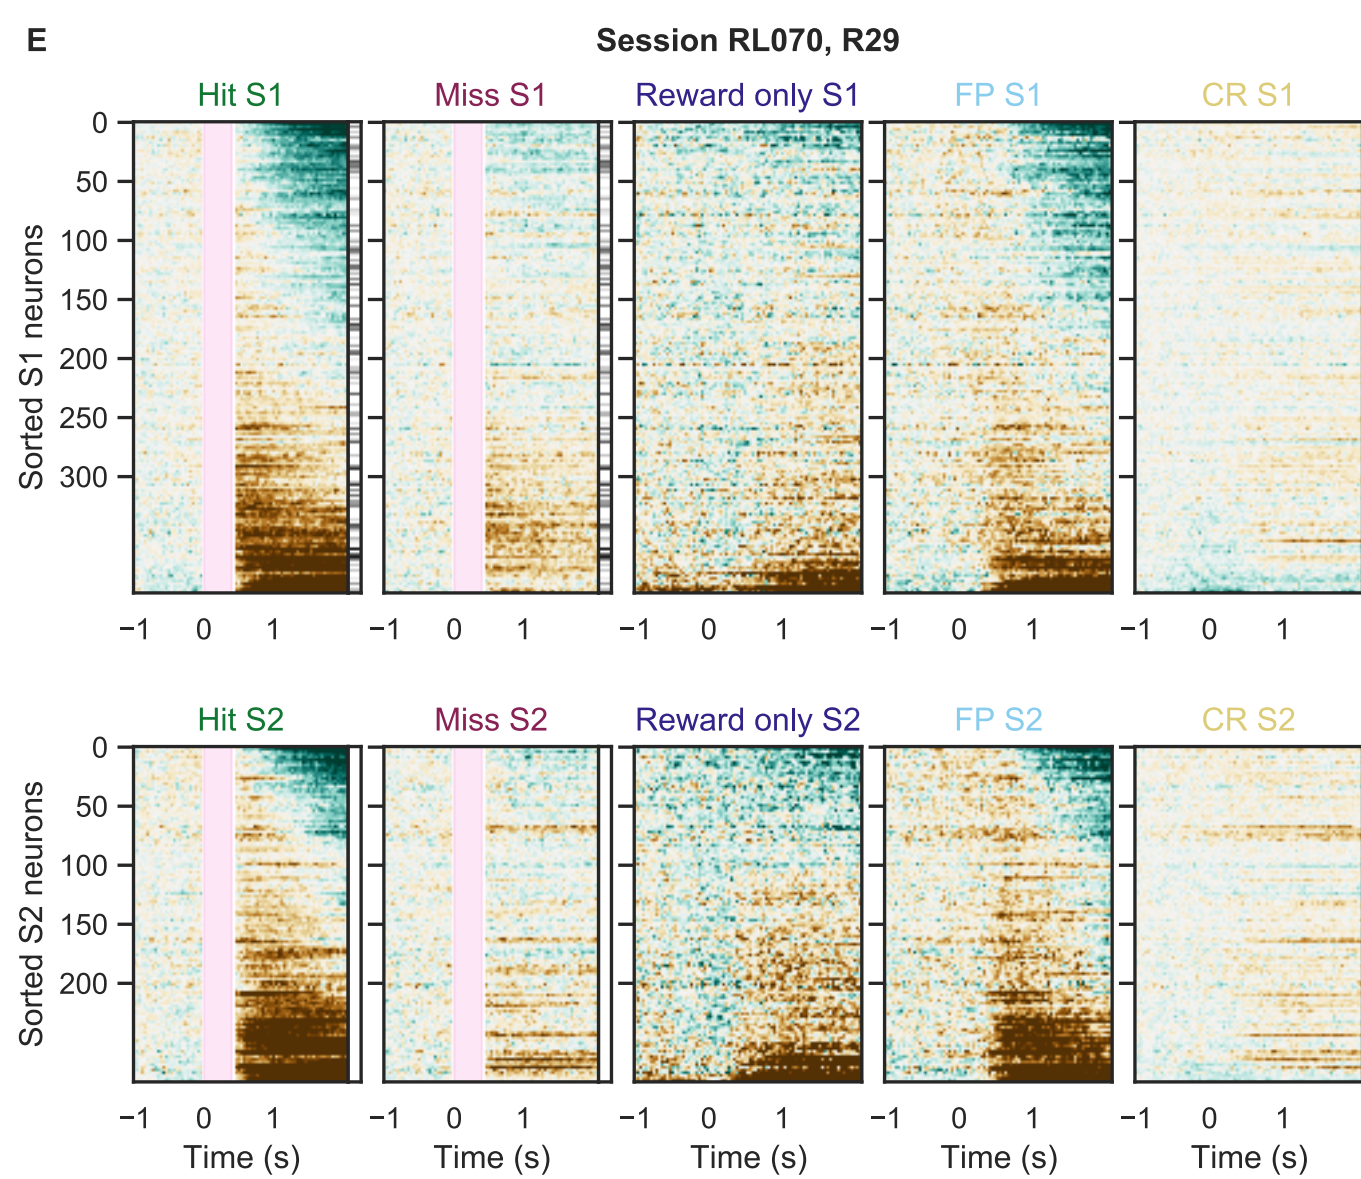 E
Session RL070, R29
Hit S1 Miss S1 Reward only S1 FP S1 CR S1
Sorted S1 neurons
0
50
100
150
200
250
300
−1 0 1 −1 0 1 −1 0 1 −1 0 1 −1 0 1
Hit S2 Miss S2 Reward only S2 FP S2 CR S2
Sorted S2 neurons
0
50
100
150
200
−1 0 1 −1 0 1 −1 0 1 −1 0 1 −1 0 1
Time (s) Time (s) Time (s) Time (s) Time (s)